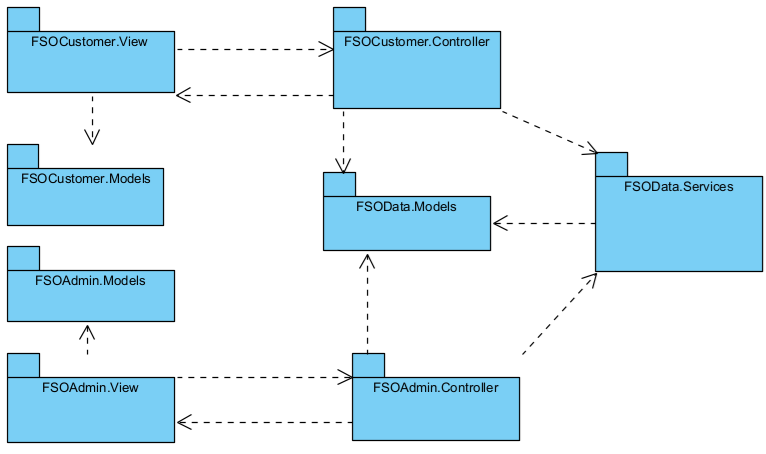 FSOCustomer.View
FSOCustomer.Controller
FSOCustomer.Models
FSOData.Models
FSOData.Services
FSOAdmin.Models
FSOAdmin.View
FSOAdmin.Controller